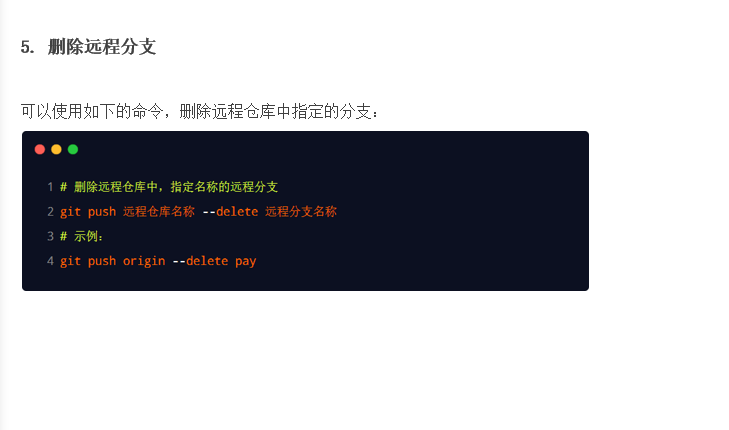 5. 删除远程分支
可以使用如下的命令，删除远程仓库中指定的分支：
1 # 删除远程仓库中，指定名称的远程分支
2 git push 远程仓库名称 --delete 远程分支名称
3 # 示例：
4 git push origin --delete pay